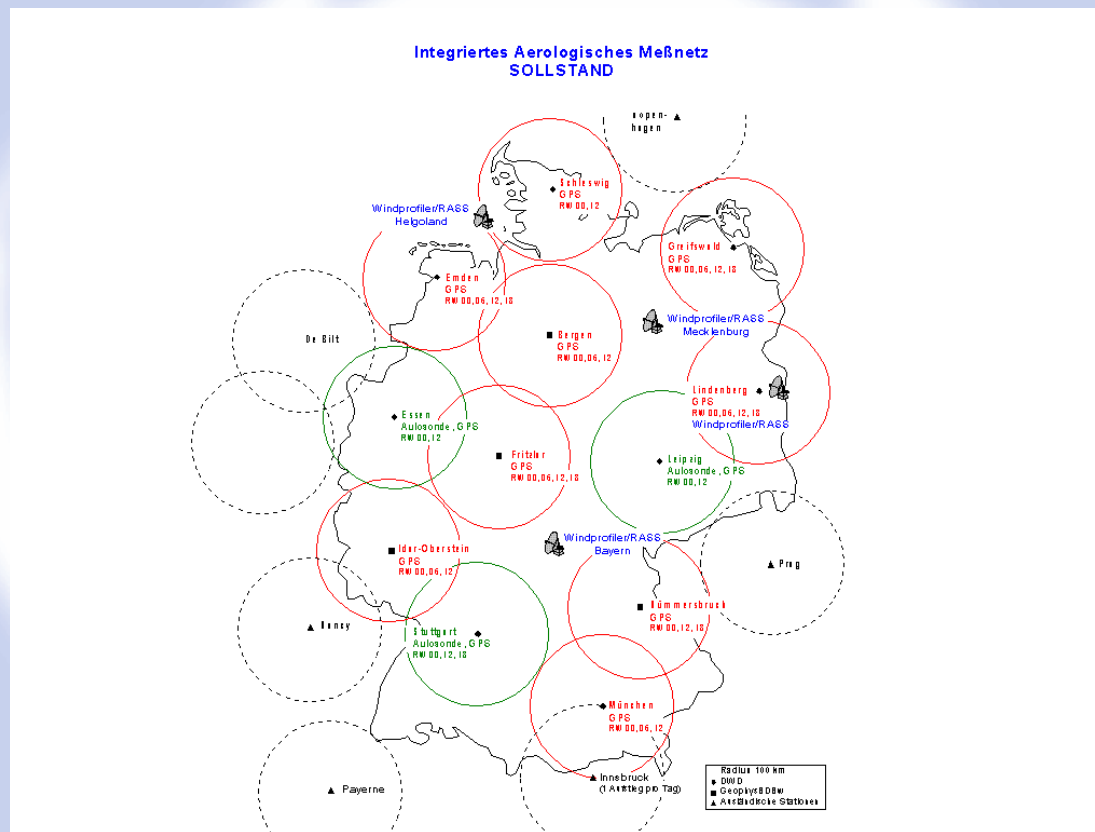 Integriertes Aerologisches Meßnetz
SOLLSTAND
hagen
Schleswig
GPS
RW 00,12
Windprofiler/RASS
Helgoland
Greifswald
GPS
RW 00,06,12,18
Emden
GPS
RW 00,06,12,18
De Bilt
Bergen
GPS
RW 00,06,12
Windprofiler/RASS
Mecklenburg
Lindenberg
GPS
RW 00,06,12,18
Windprofiler/RASS
Essen
Autosonde, GPS
RW 00,12
Fritzlar
GPS
RW 00,06,12,18
Leipzig
Autosonde, GPS
RW 00,12
Windprofiler/RASS
Bayern
Idar-Oberstein
GPS
RW 00,06,12
Prag
Kümmersbruck
GPS
RW 00,12,18
Nancy
Stuttgart
Autosonde, GPS
RW 00,12,18
München
GPS
RW 00,06,12
Payerne
Innsbruck
(1 Aufstieg pro Tag)
Radius 100 km
DWD
GeophysBDBw
Ausländische Stationen